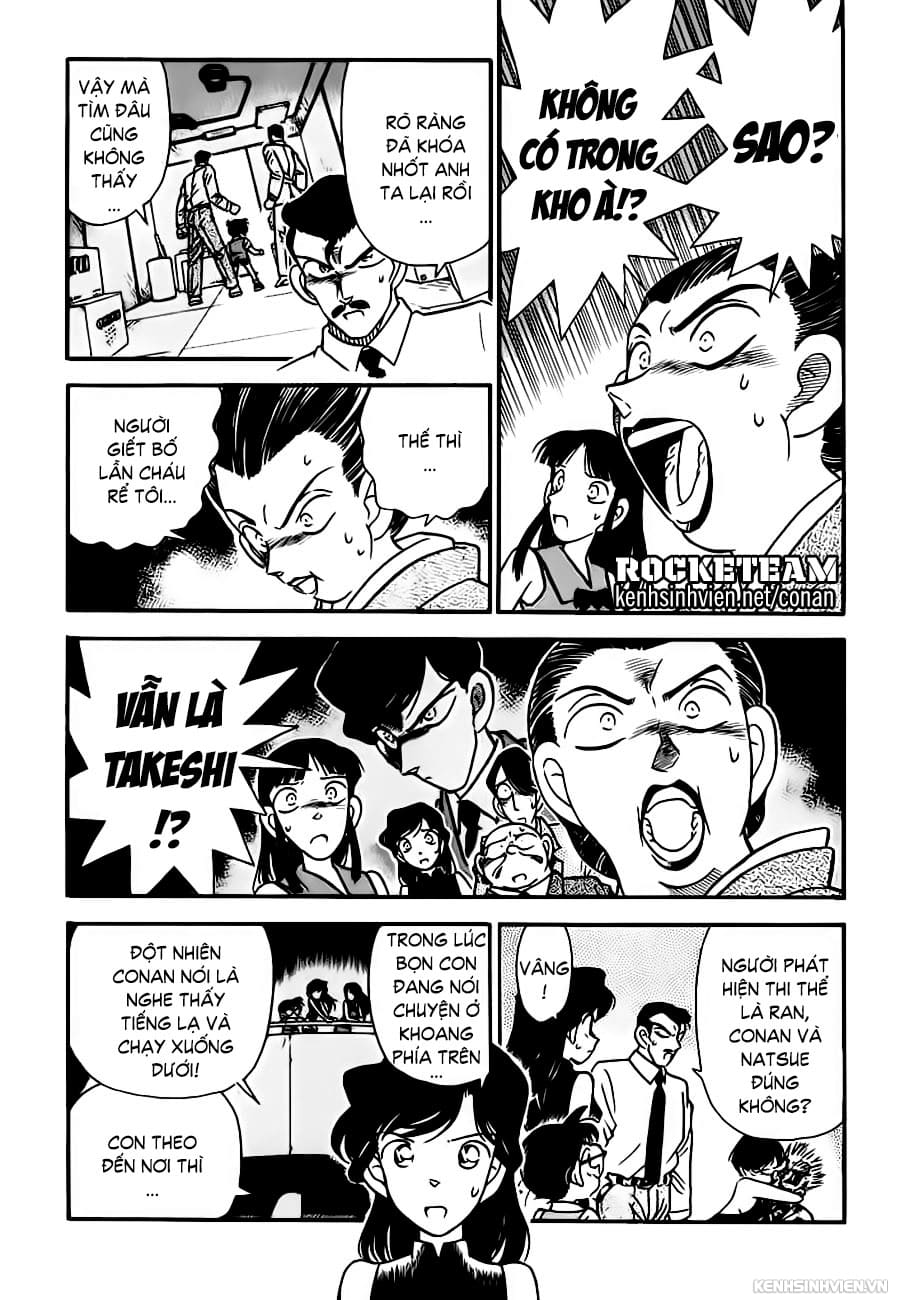 SAO?
KHÔNG
CÓ TRONG
KHO À!?
RÕ RÀNG
ĐÃ KHÓA
NHỐT ANH
TA LẠI RỒI
...
VẬY MÀ
TÌM ĐÂU
CŨNG
KHÔNG
THẤY
...
ROCKETEAM
kenhsinhvien.net/conan
THẾ THÌ
...
NGƯỜI
GIẾT BỐ
LẪN CHÁU
RỂ TÔI...
VẪN LÀ
TAKESHI
!?
NGƯỜI PHÁT
HIỆN THI THỂ
LÀ RAN,
CONAN VÀ
NATSUE
ĐÚNG
KHÔNG?
VÂNG
!
TRONG LÚC
BỌN CON
ĐANG NÓI
CHUYỆN Ở
KHOANG
PHÍA TRÊN
...
ĐỘT NHIÊN
CONAN NÓI LÀ
NGHE THẤY
TIẾNG LẠ VÀ
CHẠY XUỐNG
DƯỚI!
CON THEO
ĐẾN NƠI THÌ
...
KENHSINHVIEN.VN